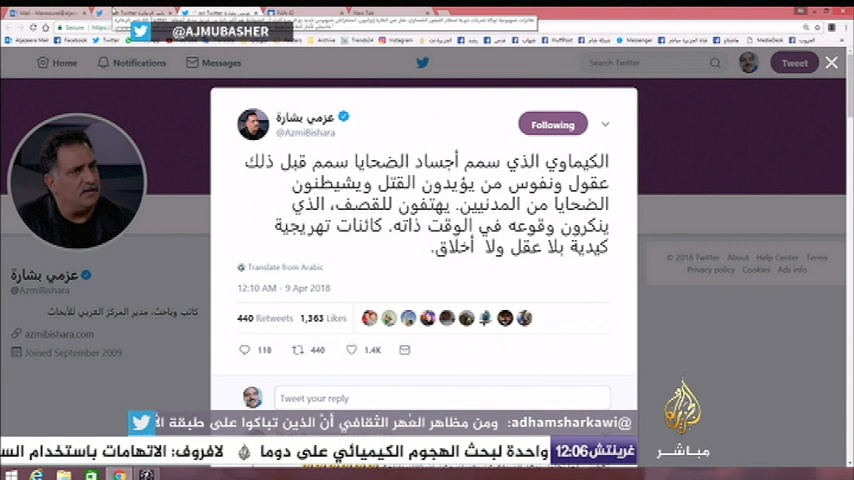 @AJMUBASHER
Home
Notifications
Messages
Search Twitter
Tweet
عزمي بشارة
@AzmiBishara
Following
الكيماوي الذي سمم أجساد الضحايا سمم قبل ذلك
عقول ونفوس من يؤيدون القتل ويشيطنون
الضحايا من المدنيين. يهتفون للقصف، الذي
ينكرون وقوعه في الوقت ذاته. كائنات تهريجية
كيدية بلا عقل ولا أخلاق.
Translate from Arabic
12:10 AM - 9 Apr 2018
440 Retweets 1,363 Likes
118 440 1.4K
Tweet your reply
عزمي بشارة
@AzmiBishara
كاتب وباحث، مدير المركز العربي للأبحاث
azmibishara.com
Joined September 2009
© 2018 Twitter About Help Center Terms
Privacy policy Cookies Ads info
@adhamsharkawi: ومن مظاهر العُهر الثقافي أنَّ الذين تباكوا على طبقة الأ
غرينتش 12:06
واحدة لبحث الهجوم الكيميائي على دوما
لافروف: الاتهامات باستخدام الس
الجزيرة
مباشر